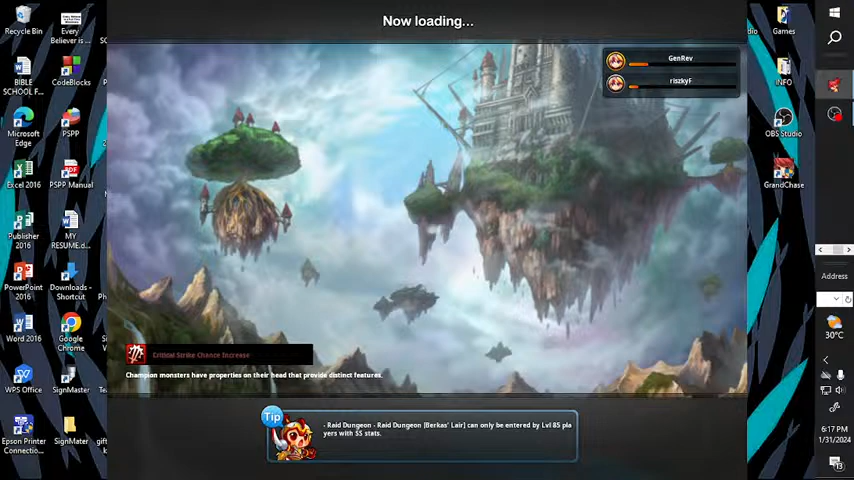 Now loading...
GenRev
riszkyF
Critical Strike Chance Increase
Champion monsters have properties on their head that provide distinct features.
Tip
- Raid Dungeon - Raid Dungeon [Berkas' Lair] can only be entered by Lvl 85 pla
yers with SS stats.
Recycle Bin
Every
Believer is ...
BIBLE
SCHOOL F...
CodeBlocks
Microsoft
Edge
PSPP
Excel 2016
PSPP Manual
Publisher
2016
MY
RESUME.d...
PowerPoint
2016
Downloads -
Shortcut
Word 2016
Google
Chrome
WPS Office
SignMaster
Epson Printer
Connectio...
SignMater
gift
Games
INFO
OBS Studio
GrandChase
Address
30°C
6:17 PM
1/31/2024
13